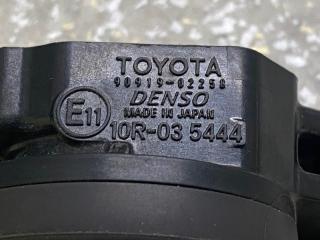 TOYOTA
90919-02258
DENSO
MADE IN JAPAN
E11
10R-03 5444